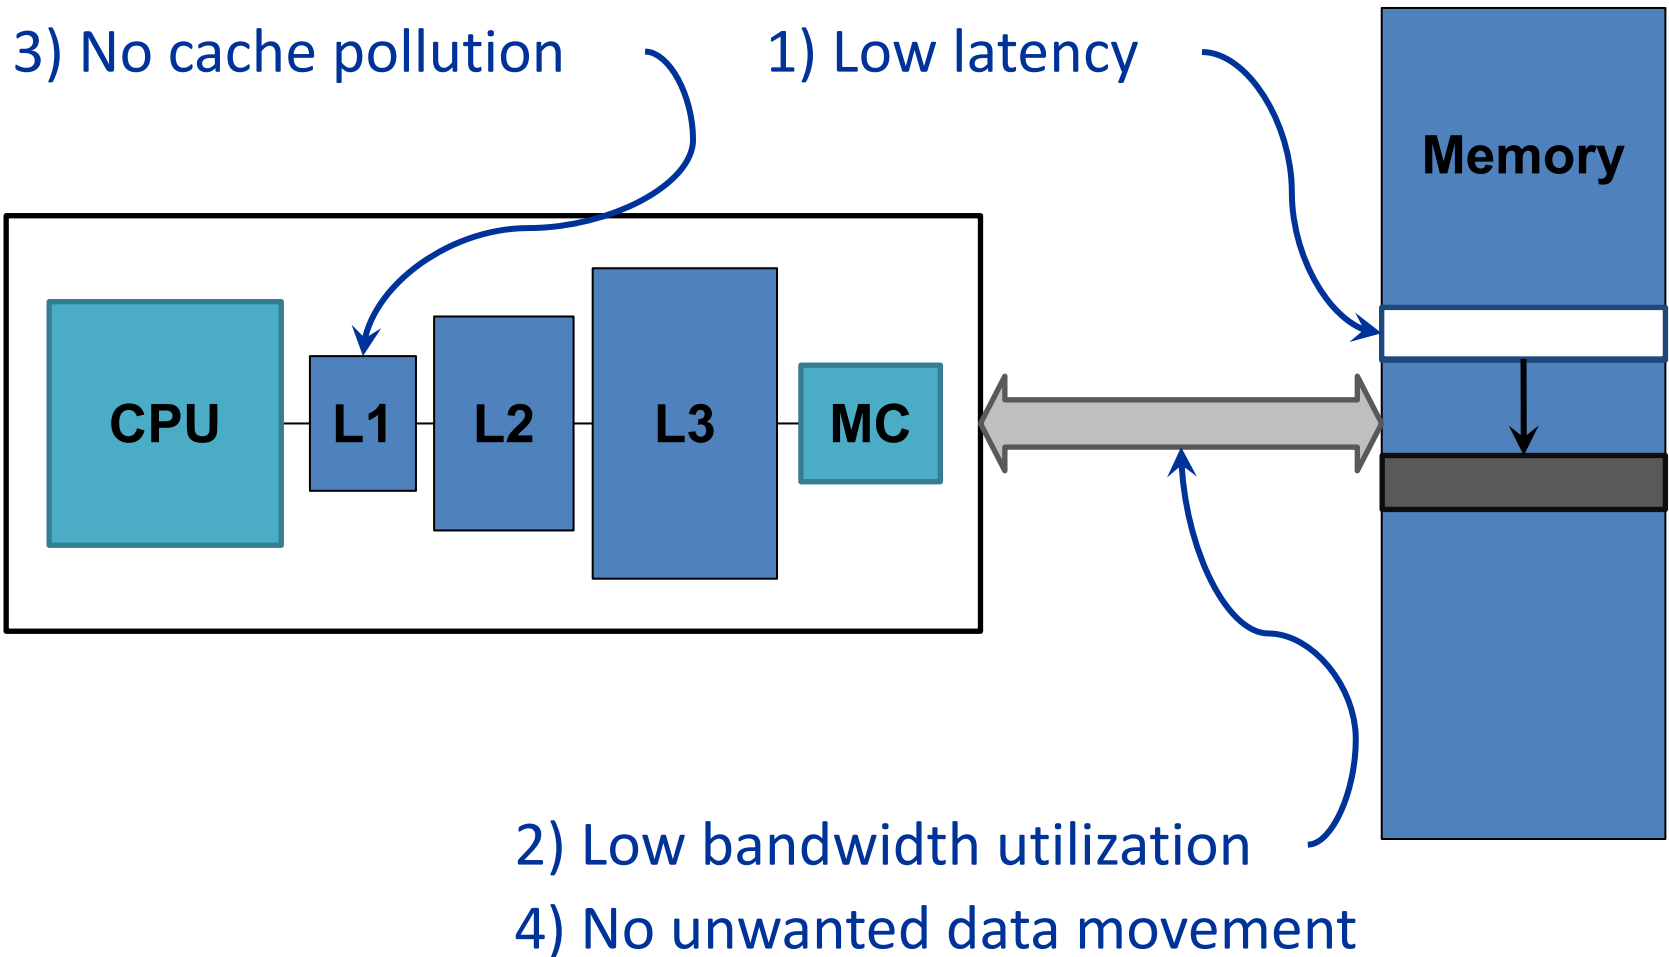 3) No cache pollution
1) Low latency
Memory
CPU
L1
L2
L3
MC
2) Low bandwidth utilization
4) No unwanted data movement